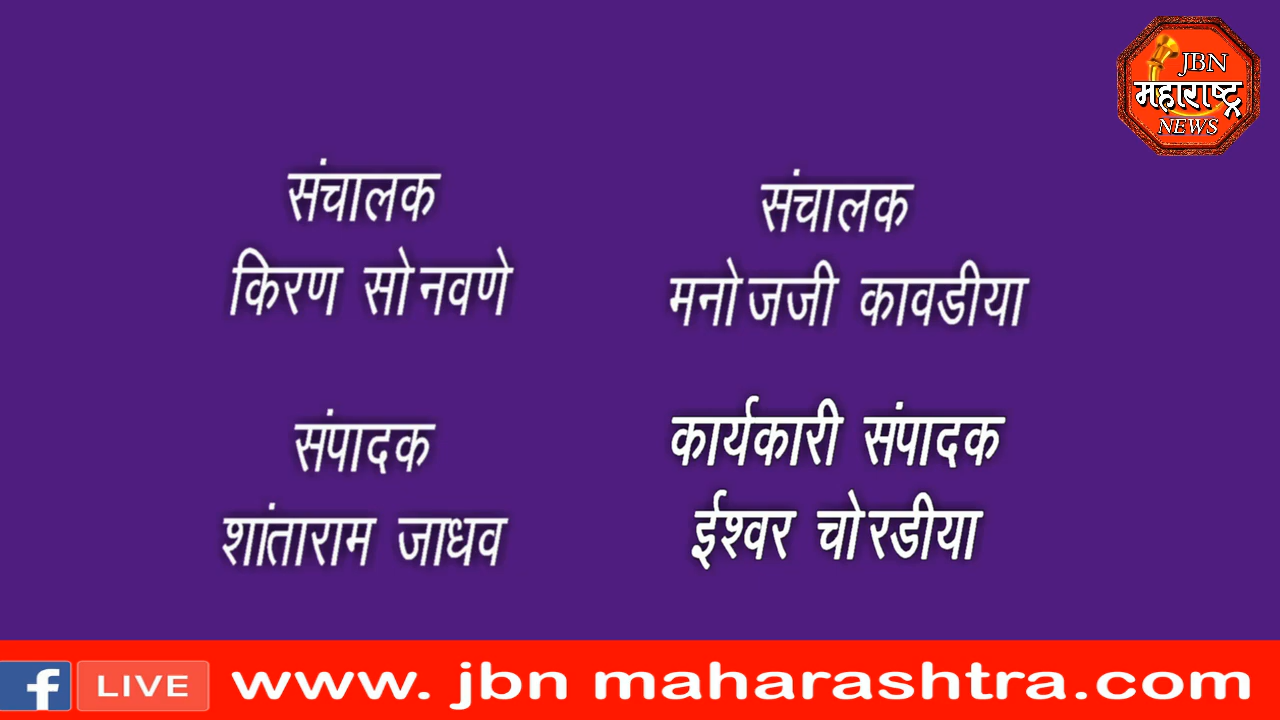 JBN
महाराष्ट्र
NEWS
संचालक
किरण सोनवणे
संचालक
मनोजजी कावडीया
संपादक
शांताराम जाधव
कार्यकारी संपादक
ईश्वर चोरडीया
f LIVE www. jbn maharashtra.com